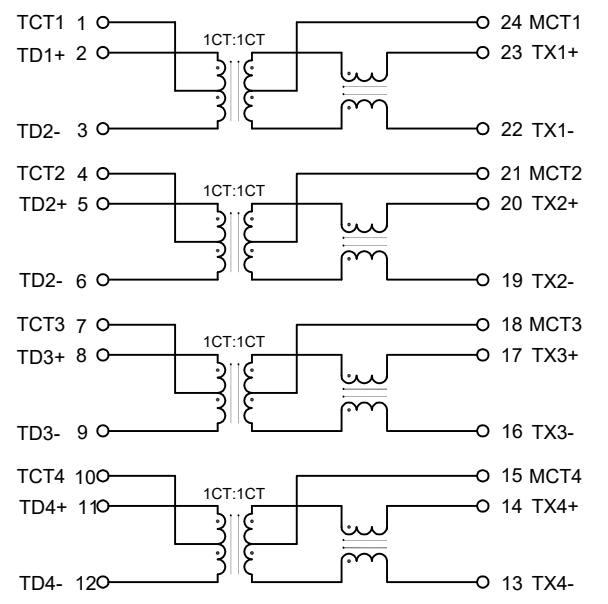 TCT1 1 24 MCT1
1CT:1CT
TD1+ 2 23 TX1+
TD2- 3 22 TX1-
TCT2 4 21 MCT2
1CT:1CT
TD2+ 5 20 TX2+
TD2- 6 19 TX2-
TCT3 7 18 MCT3
1CT:1CT
TD3+ 8 17 TX3+
TD3- 9 16 TX3-
TCT4 10 15 MCT4
1CT:1CT
TD4+ 11 14 TX4+
TD4- 12 13 TX4-